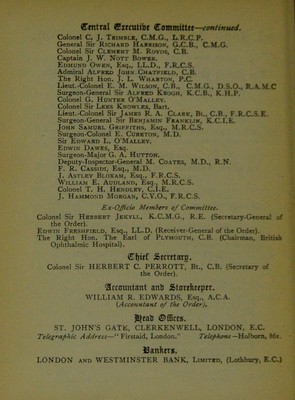 Central Executive Committee—continued.
Colonel C. J. TRIMBLE, C.M.G., L.R.C.P.
General Sir RICHARD HARRISON, G.C.B., C.M.G.
Colonel Sir CLEMENT M. ROYDS, C.B.
Captain J. W. NOTT BOWER.
EDMUND OWEN, Esq., LL.D., F.R.C.S.
Admiral ALFRED JOHN CHATFIELD, C.B.
The Right Hon. J. L. WHARTON, P.C.
Lieut.-Colonel E. M. WILSON, C.B., C.M.G., D.S.O., R.A.M.C
Surgeon-General Sir ALFRED KEOGH, K.C.B., K.H.P.
Colonel G. HUNTER O'MALLEY.
Colonel Sir LEES KNOWLES, Bart.
Lieut.-Colonel Sir JAMES R. A. CLARK, Bt., C.B., F.R.C.S.E.
Surgeon-General Sir BENJAMIN FRANKLIN, K.C.I.E.
JOHN SAMUEL GRIFFITHS, Esq., M.R.C.S.
Surgeon-Colonel E. CURETON, M.D.
Sir EDWARD L. O'MALLEY.
EDWIN DAWES, Esq.
Surgeon-Major G. A. HUTTON.
Deputy-Inspector-General M. COATES, M.D., R.N.
F. R. CASSIDI, Esq., M.D.
J. ASTLEY BLOXAM, Esq., F.R.C.S.
WILLIAM E. AUDLAND, Esq., M.R.C.S.
Colonel T. H. HENDLEY, C.I.E.
J. HAMMOND MORGAN, C.V.O., F.R.C.S.
Ex-Officio Members of Committee.
Colonel Sir HERBERT JEKYLL, K.C.M.G., R.E. (Secretary-General of
the Order).
EDWIN FRESHFIELD, Esq., LL.D. (Receiver-General of the Order).
The Right Hon. The Earl of PLYMOUTH, C.B. (Chairman, British
Ophthalmic Hospital).
Chief Secretary.
Colonel Sir HERBERT C. PERROTT, Bt., C.B. (Secretary of
the Order).
Accountant and Storekeeper.
WILLIAM R. EDWARDS, Esq., A.C.A.
(Accountant of the Order).
Head Offices.
ST. JOHN'S GATE, CLERKENWELL, LONDON, E.C.
Telegraphic Address—"Firstaid, London." Telephone—Holborn,
Bankers.
LONDON AND WESTMINSTER BANK, LIMITED, (Lothbury, E.C.)